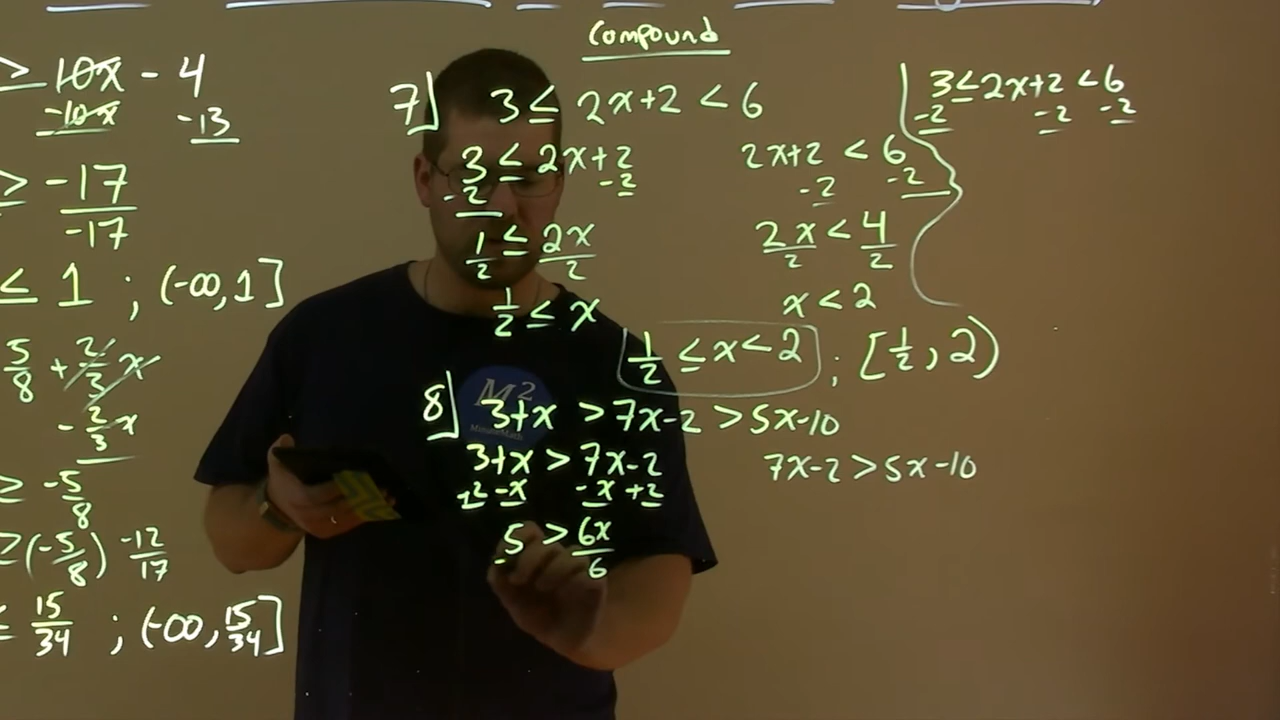 Compound
≥ 10x - 4
-10x -13
≥ -17
-17
≤ 1 ; (-∞, 1]
5/8 + 2/3 x
- 2/3 x
≥ -5/8
≥ (-5/8) -12/17
≤ 15/34 ; (-∞, 15/34]
7] 3 ≤ 2x+2 < 6
3 ≤ 2x+2
-2 -2
1/2 ≤ 2x/2
1/2 ≤ x
2x+2 < 6
-2 -2
2x/2 < 4/2
x < 2
1/2 ≤ x < 2 ; [1/2, 2)
3 ≤ 2x+2 < 6
-2 -2 -2
8] 3+x > 7x-2 > 5x-10
3+x > 7x-2
+2 -x -x +2
5 > 6x/6
7x-2 > 5x-10
M²
MinuteMath